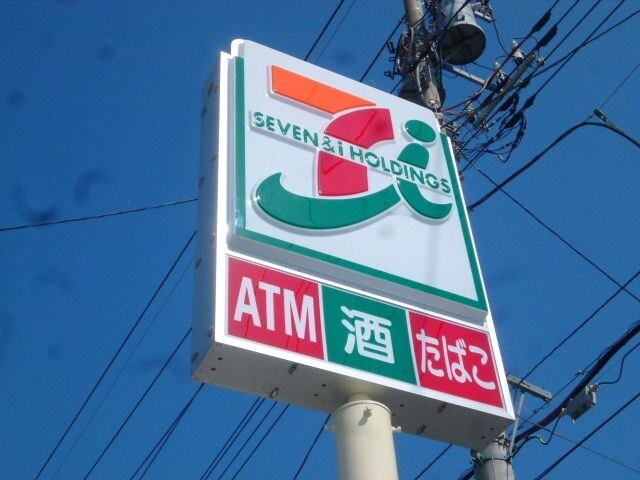 SEVEN & i HOLDINGS
ATM 酒 たばこ